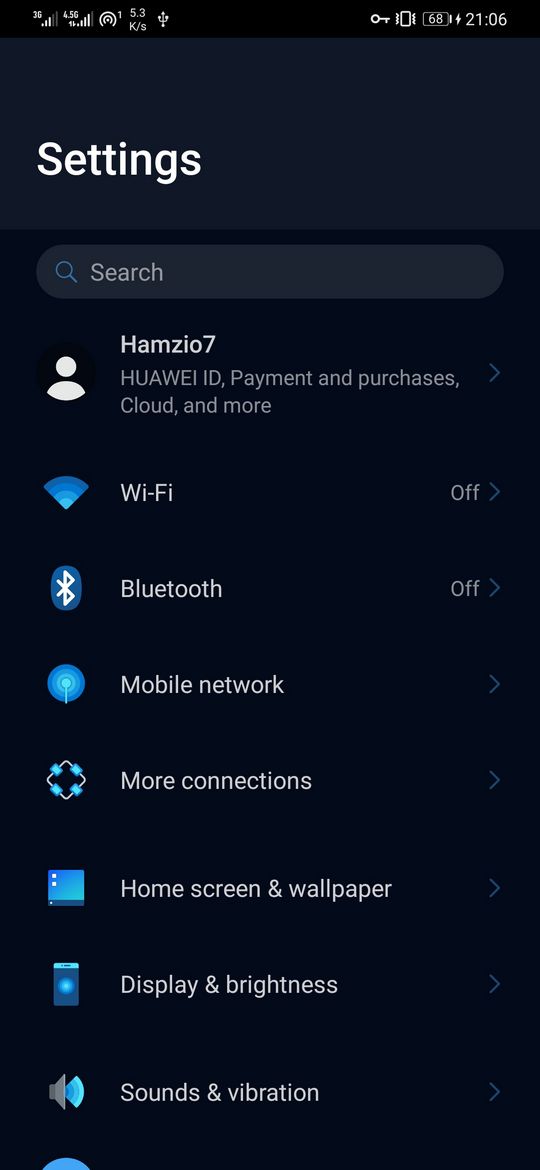 3G 4.5G 1 5.3 K/s 68 21:06
Settings
Search
Hamzio7
HUAWEI ID, Payment and purchases,
Cloud, and more
Wi-Fi Off
Bluetooth Off
Mobile network
More connections
Home screen & wallpaper
Display & brightness
Sounds & vibration